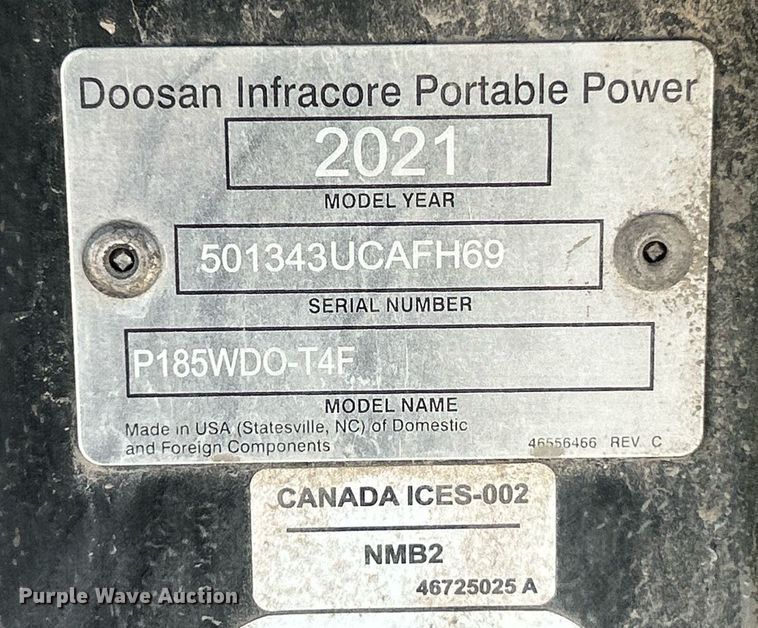 Doosan Infracore Portable Power
2021
MODEL YEAR
501343UCAFH69
SERIAL NUMBER
P185WDO-T4F
MODEL NAME
Made in USA (Statesville, NC) of Domestic
and Foreign Components
46556466 REV C
CANADA ICES-002
NMB2
46725025 A
Purple Wave Auction